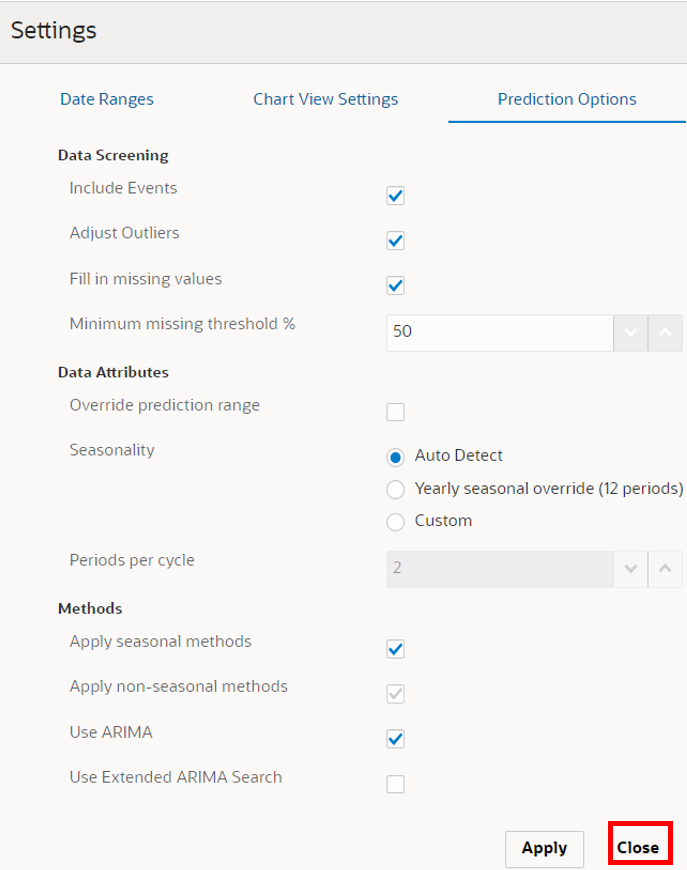 Settings
Date Ranges Chart View Settings Prediction Options
Data Screening
Include Events
Adjust Outliers
Fill in missing values
Minimum missing threshold % 50
Data Attributes
Override prediction range
Seasonality Auto Detect
Yearly seasonal override (12 periods)
Custom
Periods per cycle 2
Methods
Apply seasonal methods
Apply non-seasonal methods
Use ARIMA
Use Extended ARIMA Search
Apply Close